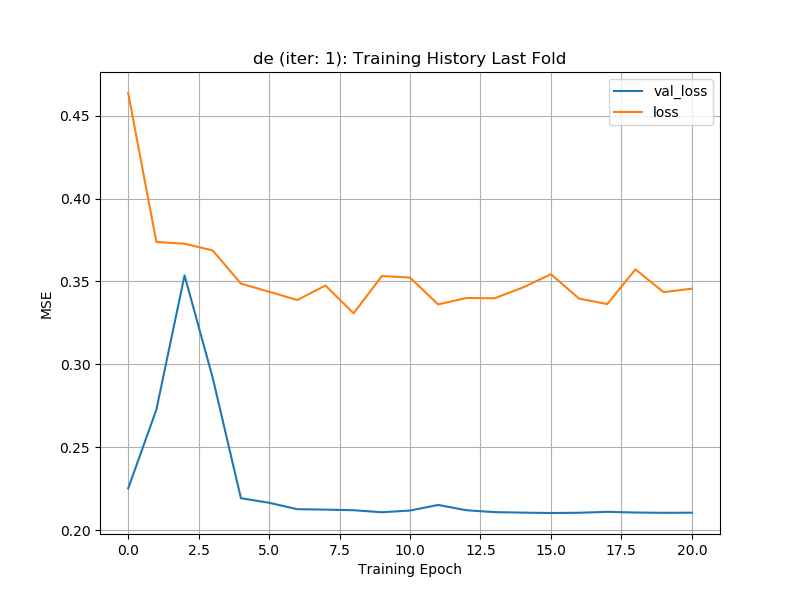 de (iter: 1): Training History Last Fold
val_loss
loss
MSE
0.45
0.40
0.35
0.30
0.25
0.20
0.0 2.5 5.0 7.5 10.0 12.5 15.0 17.5 20.0
Training Epoch